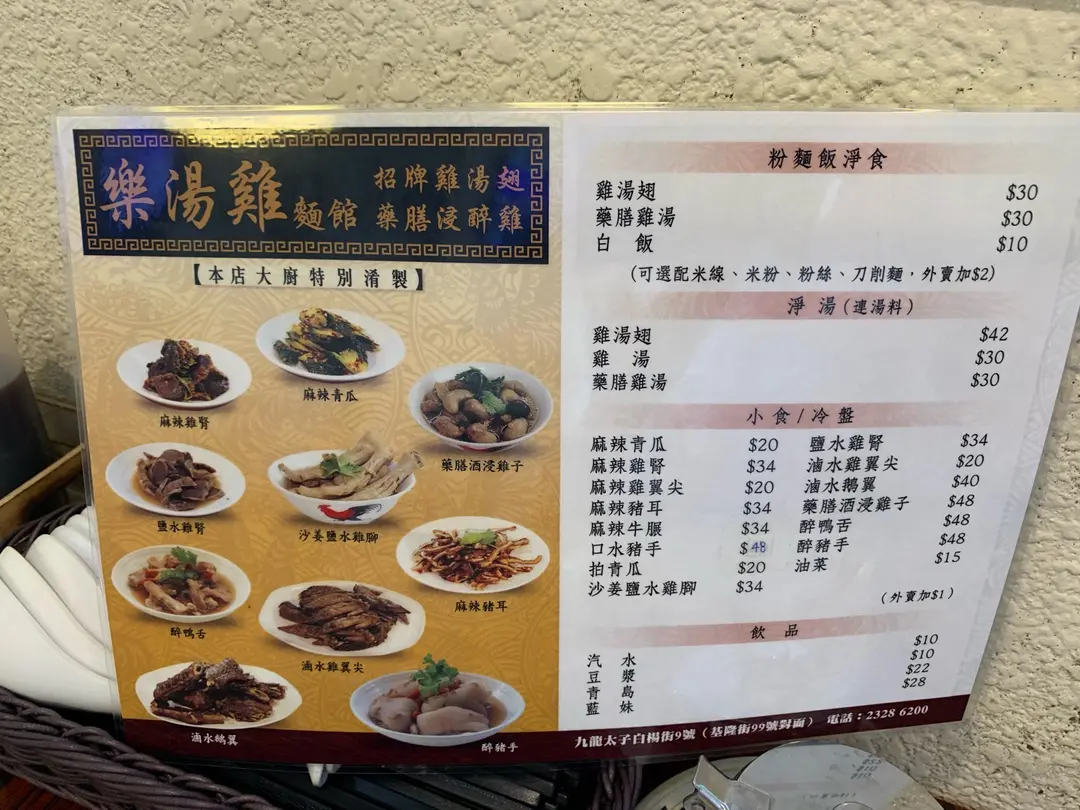 樂湯雞麵館
招牌雞湯翅
藥膳浸醉雞
【本店大廚特別淆製】
麻辣青瓜
麻辣雞腎
藥膳酒浸雞子
鹽水雞腎
沙姜鹽水雞腳
麻辣豬耳
醉鴨舌
滷水雞翼尖
滷水鵝翼
醉豬手
粉麵飯淨食
雞湯翅 $30
藥膳雞湯 $30
白 飯 $10
(可選配米線、米粉、粉絲、刀削麵,外賣加$2)
淨湯(連湯料)
雞湯翅 $42
雞 湯 $30
藥膳雞湯 $30
小食/冷盤
麻辣青瓜 $20 鹽水雞腎 $34
麻辣雞腎 $34 滷水雞翼尖 $20
麻辣雞翼尖 $20 滷水鵝翼 $40
麻辣豬耳 $34 藥膳酒浸雞子 $48
麻辣牛𦟌 $34 醉鴨舌 $48
口水豬手 $48 醉豬手 $48
拍青瓜 $20 油菜 $15
沙姜鹽水雞腳 $34
(外賣加$1)
飲品
汽 水 $10
豆 漿 $10
青 島 $22
藍 妹 $28
九龍太子白楊街9號(基隆街99號對面) 電話:2328 6200